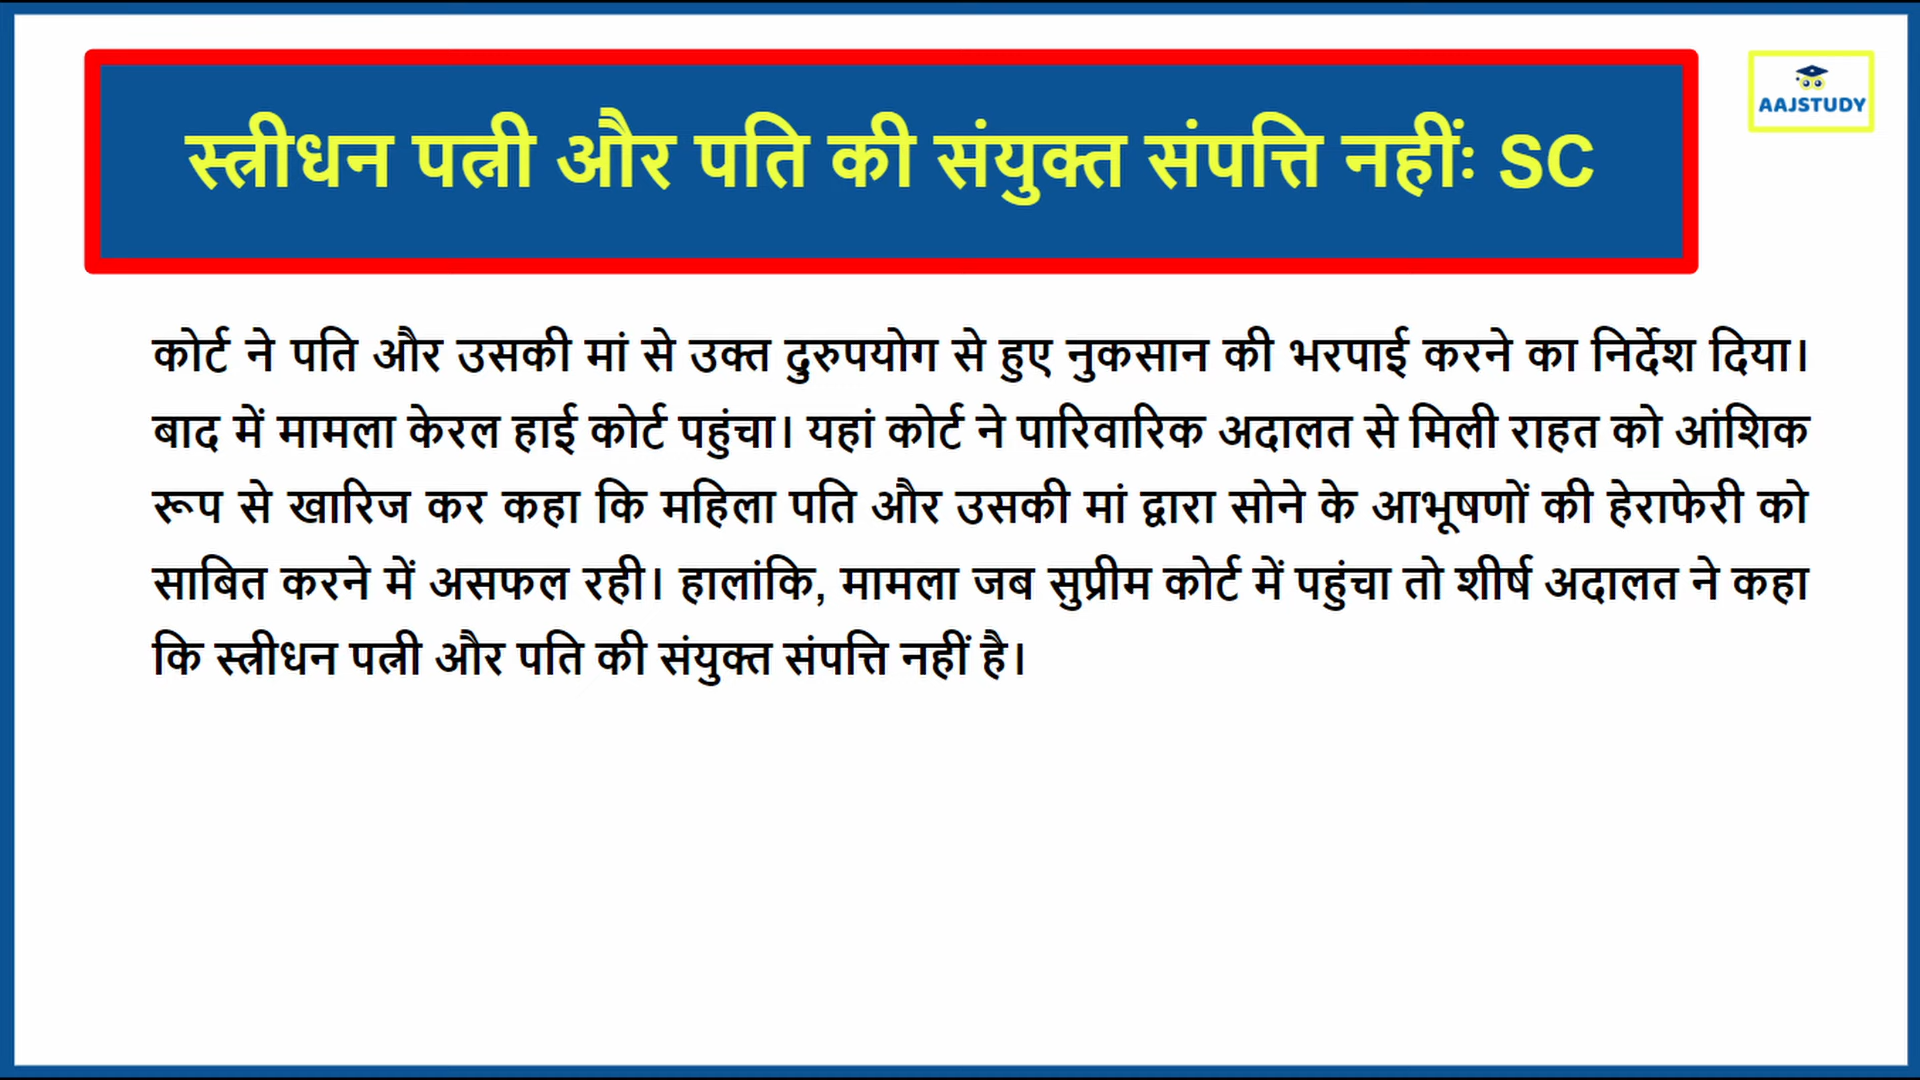 स्त्रीधन पत्नी और पति की संयुक्त संपत्ति नहींः SC
AAJSTUDY
कोर्ट ने पति और उसकी मां से उक्त दुरुपयोग से हुए नुकसान की भरपाई करने का निर्देश दिया।
बाद में मामला केरल हाई कोर्ट पहुंचा। यहां कोर्ट ने पारिवारिक अदालत से मिली राहत को आंशिक
रूप से खारिज कर कहा कि महिला पति और उसकी मां द्वारा सोने के आभूषणों की हेराफेरी को
साबित करने में असफल रही। हालांकि, मामला जब सुप्रीम कोर्ट में पहुंचा तो शीर्ष अदालत ने कहा
कि स्त्रीधन पत्नी और पति की संयुक्त संपत्ति नहीं है।